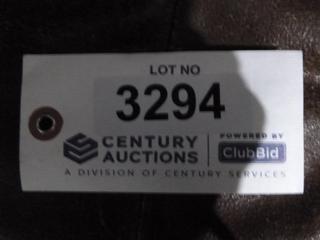 LOT NO
3294
CENTURY
AUCTIONS
POWERED BY
ClubBid
A DIVISION OF CENTURY SERVICES